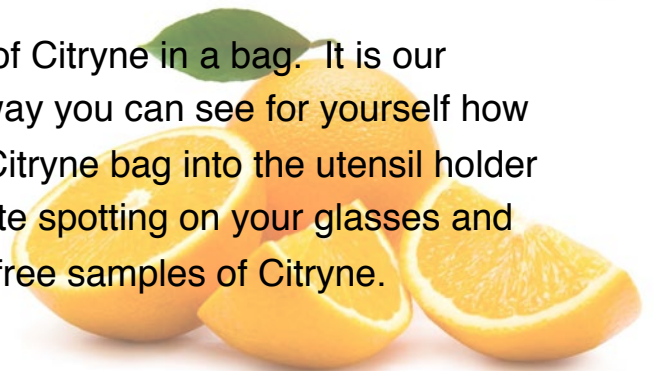 of Citryne in a bag.  It is our
way you can see for yourself how
Citryne bag into the utensil holder
te spotting on your glasses and
free samples of Citryne.